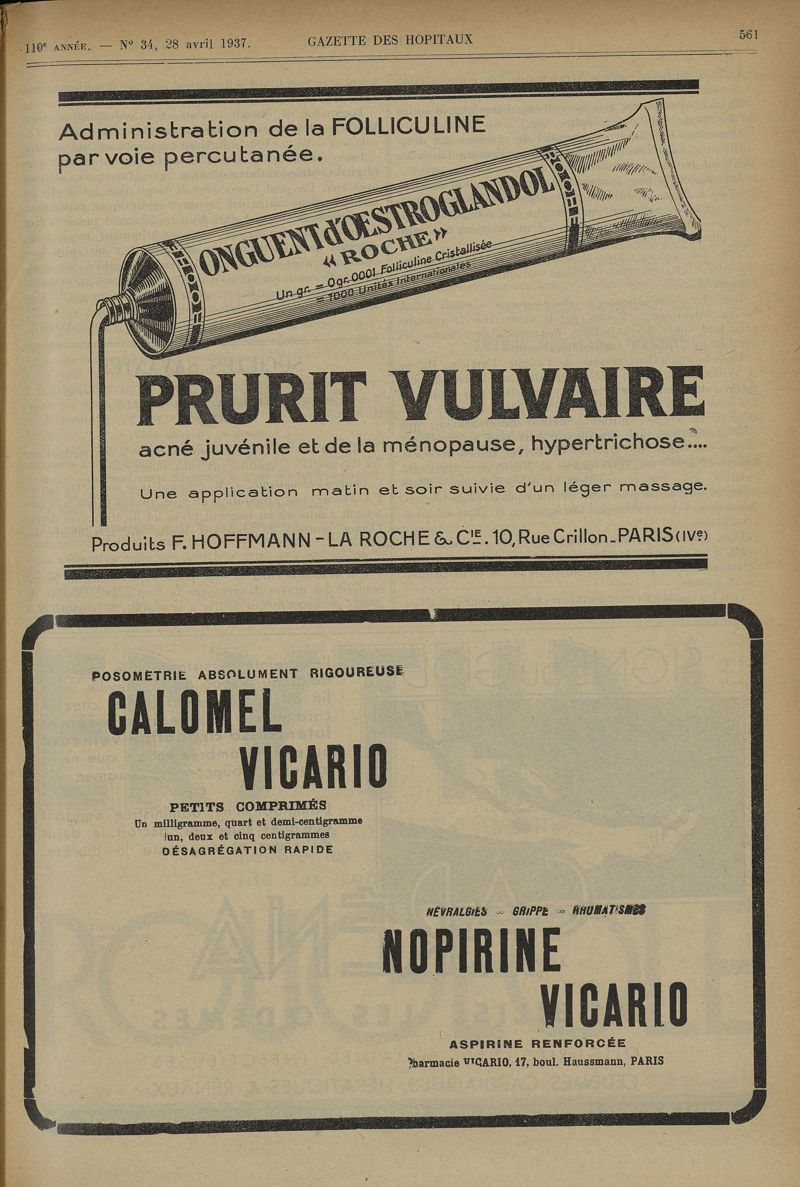 110e ANNÉE. — No 34, 28 avril 1937. GAZETTE DES HOPITAUX 561
Administration de la FOLLICULINE
par voie percutanée.
ONGUENT d'ŒSTROGLANDOL
« ROCHE »
Un gr. = 0gr.0001 Folliculine Cristallisée
= 1000 Unités Internationales
PRURIT VULVAIRE
acné juvénile et de la ménopause, hypertrichose....
Une application matin et soir suivie d'un léger massage.
Produits F. HOFFMANN - LA ROCHE & CIE. 10, Rue Crillon - PARIS (IVe)
POSOMÉTRIE ABSOLUMENT RIGOUREUSE
CALOMEL
VICARIO
PETITS COMPRIMÉS
Un milligramme, quart et demi-centigramme
un, deux et cinq centigrammes
DÉSAGRÉGATION RAPIDE
NÉVRALGIES - GRIPPE - RHUMATISMES
NOPIRINE
VICARIO
ASPIRINE RENFORCÉE
Pharmacie VICARIO, 17, boul. Haussmann, PARIS